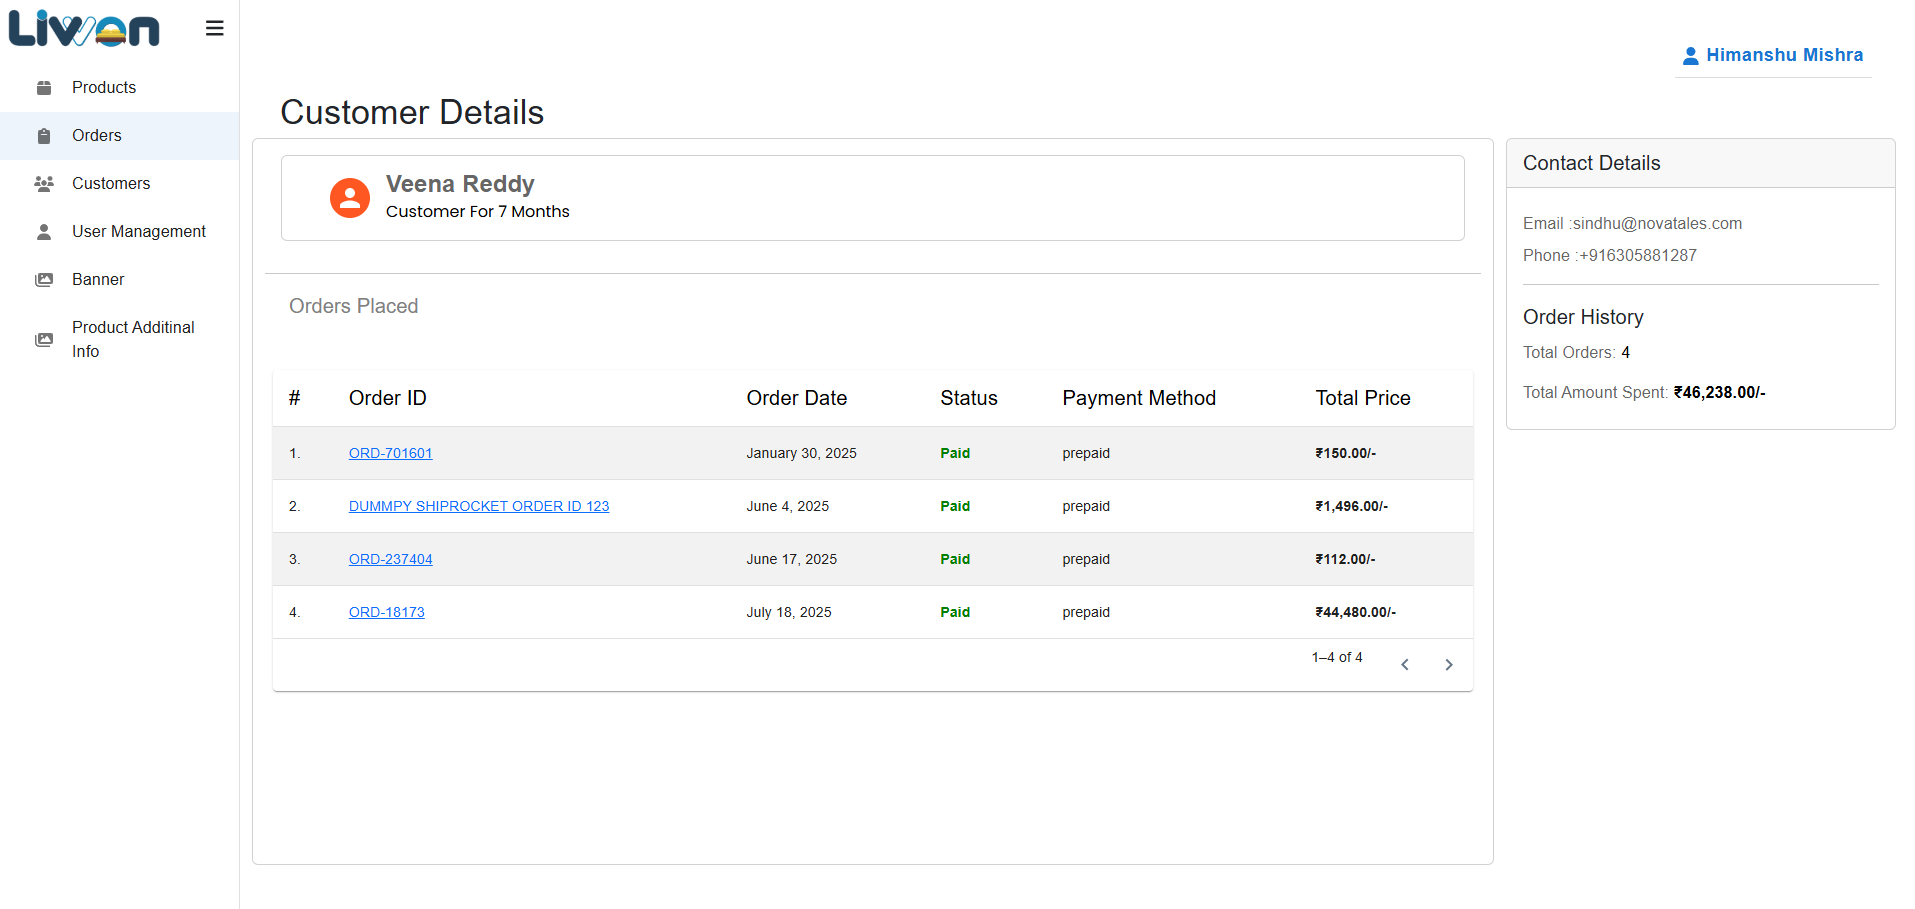 Liwon
Products
Orders
Customers
User Management
Banner
Product Additinal
Info
Himanshu Mishra
Customer Details
Veena Reddy
Customer For 7 Months
Orders Placed
# Order ID Order Date Status Payment Method Total Price
1. ORD-701601 January 30, 2025 Paid prepaid ₹150.00/-
2. DUMMPY SHIPROCKET ORDER ID 123 June 4, 2025 Paid prepaid ₹1,496.00/-
3. ORD-237404 June 17, 2025 Paid prepaid ₹112.00/-
4. ORD-18173 July 18, 2025 Paid prepaid ₹44,480.00/-
1–4 of 4
Contact Details
Email :sindhu@novatales.com
Phone :+916305881287
Order History
Total Orders: 4
Total Amount Spent: ₹46,238.00/-